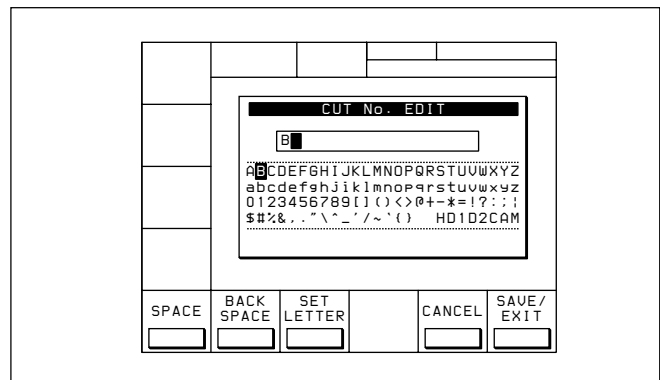 CUT No. EDIT
B
ABCDEFGHIJKLMNOPQRSTUVWXYZ
abcdefghijklmnopqrstuvwxyz
0123456789[]()<>@+-*=!?:;¦
$#%&,."\^_'/~`{} HD1D2CAM
SPACE
BACK SPACE
SET LETTER
CANCEL
SAVE/ EXIT